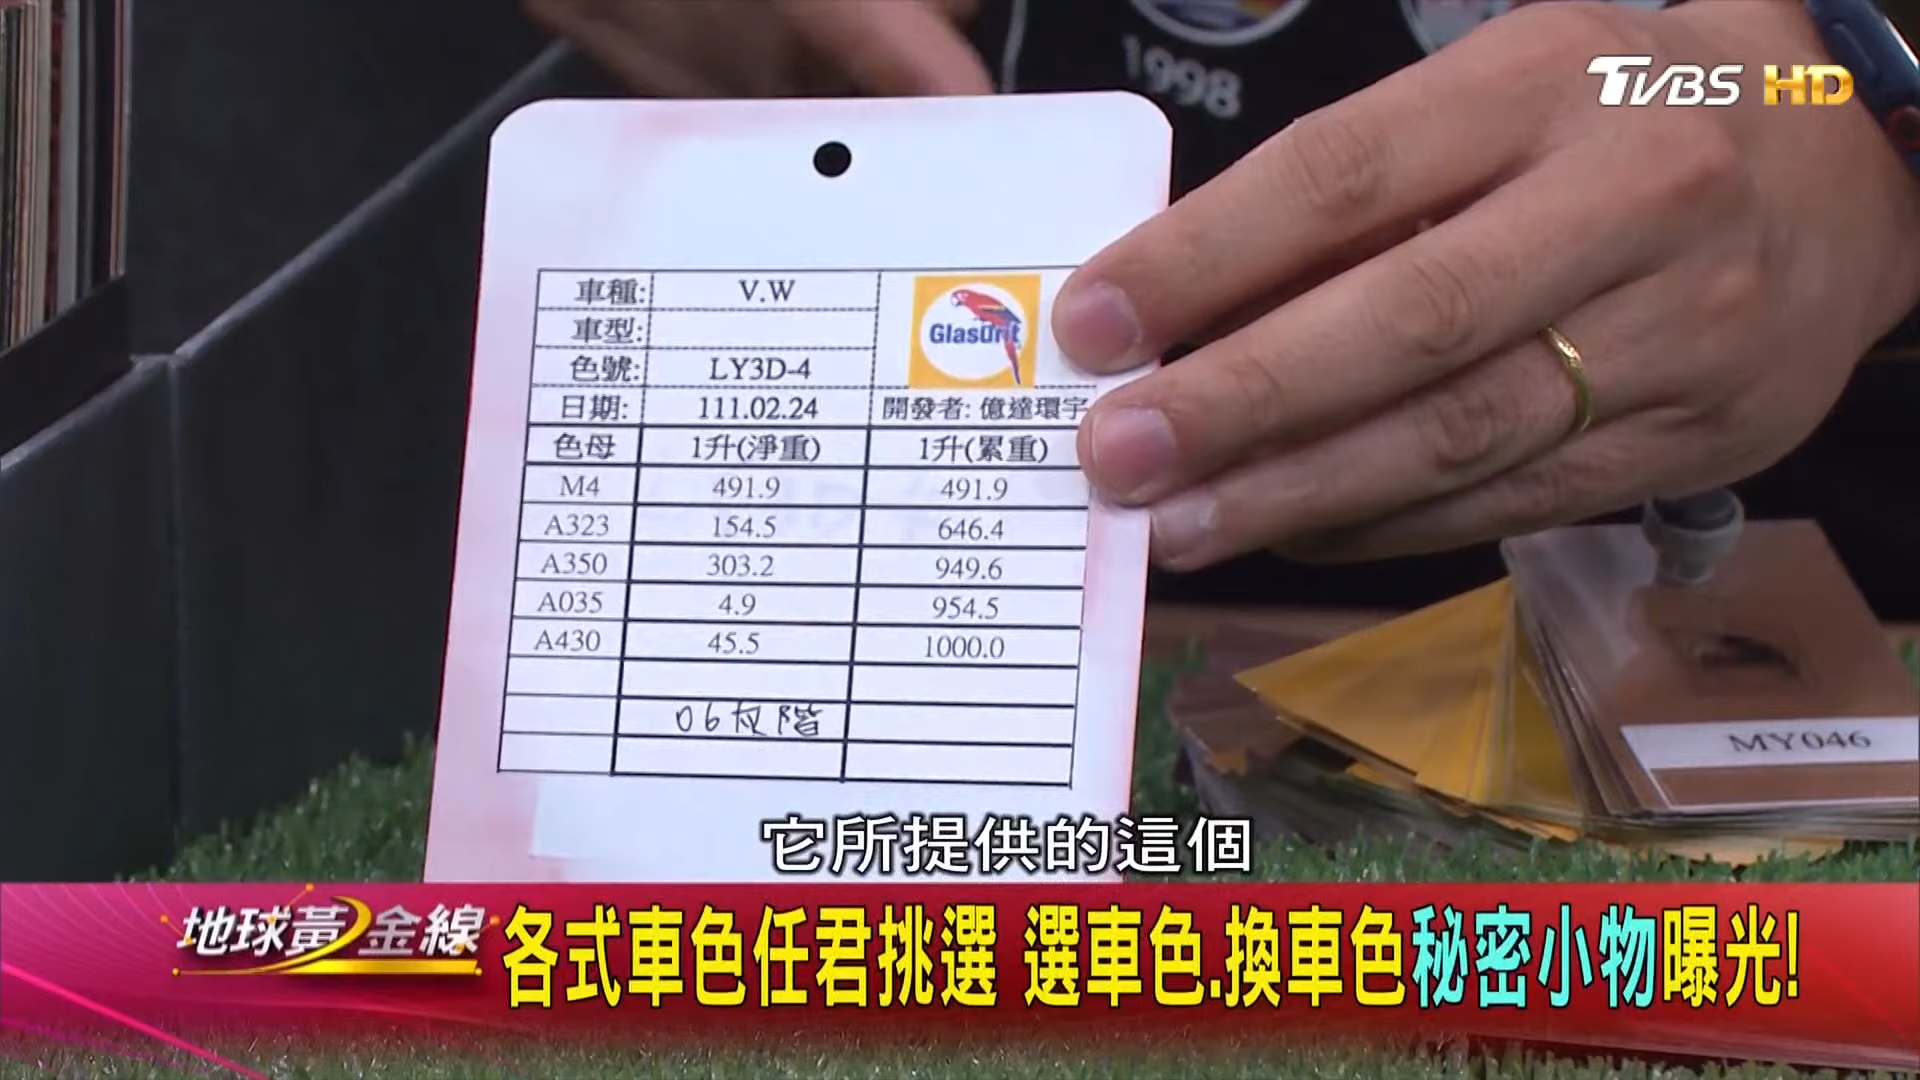 1998
TVBS HD
車種: V.W
Glasurit
車型:
色號: LY3D-4
日期: 111.02.24 開發者: 億達環宇
色母 1升(淨重) 1升(累重)
M4 491.9 491.9
A323 154.5 646.4
A350 303.2 949.6
A035 4.9 954.5
A430 45.5 1000.0
06灰階
MY046
它所提供的這個
地球黃金線 各式車色任君挑選 選車色.換車色秘密小物曝光!